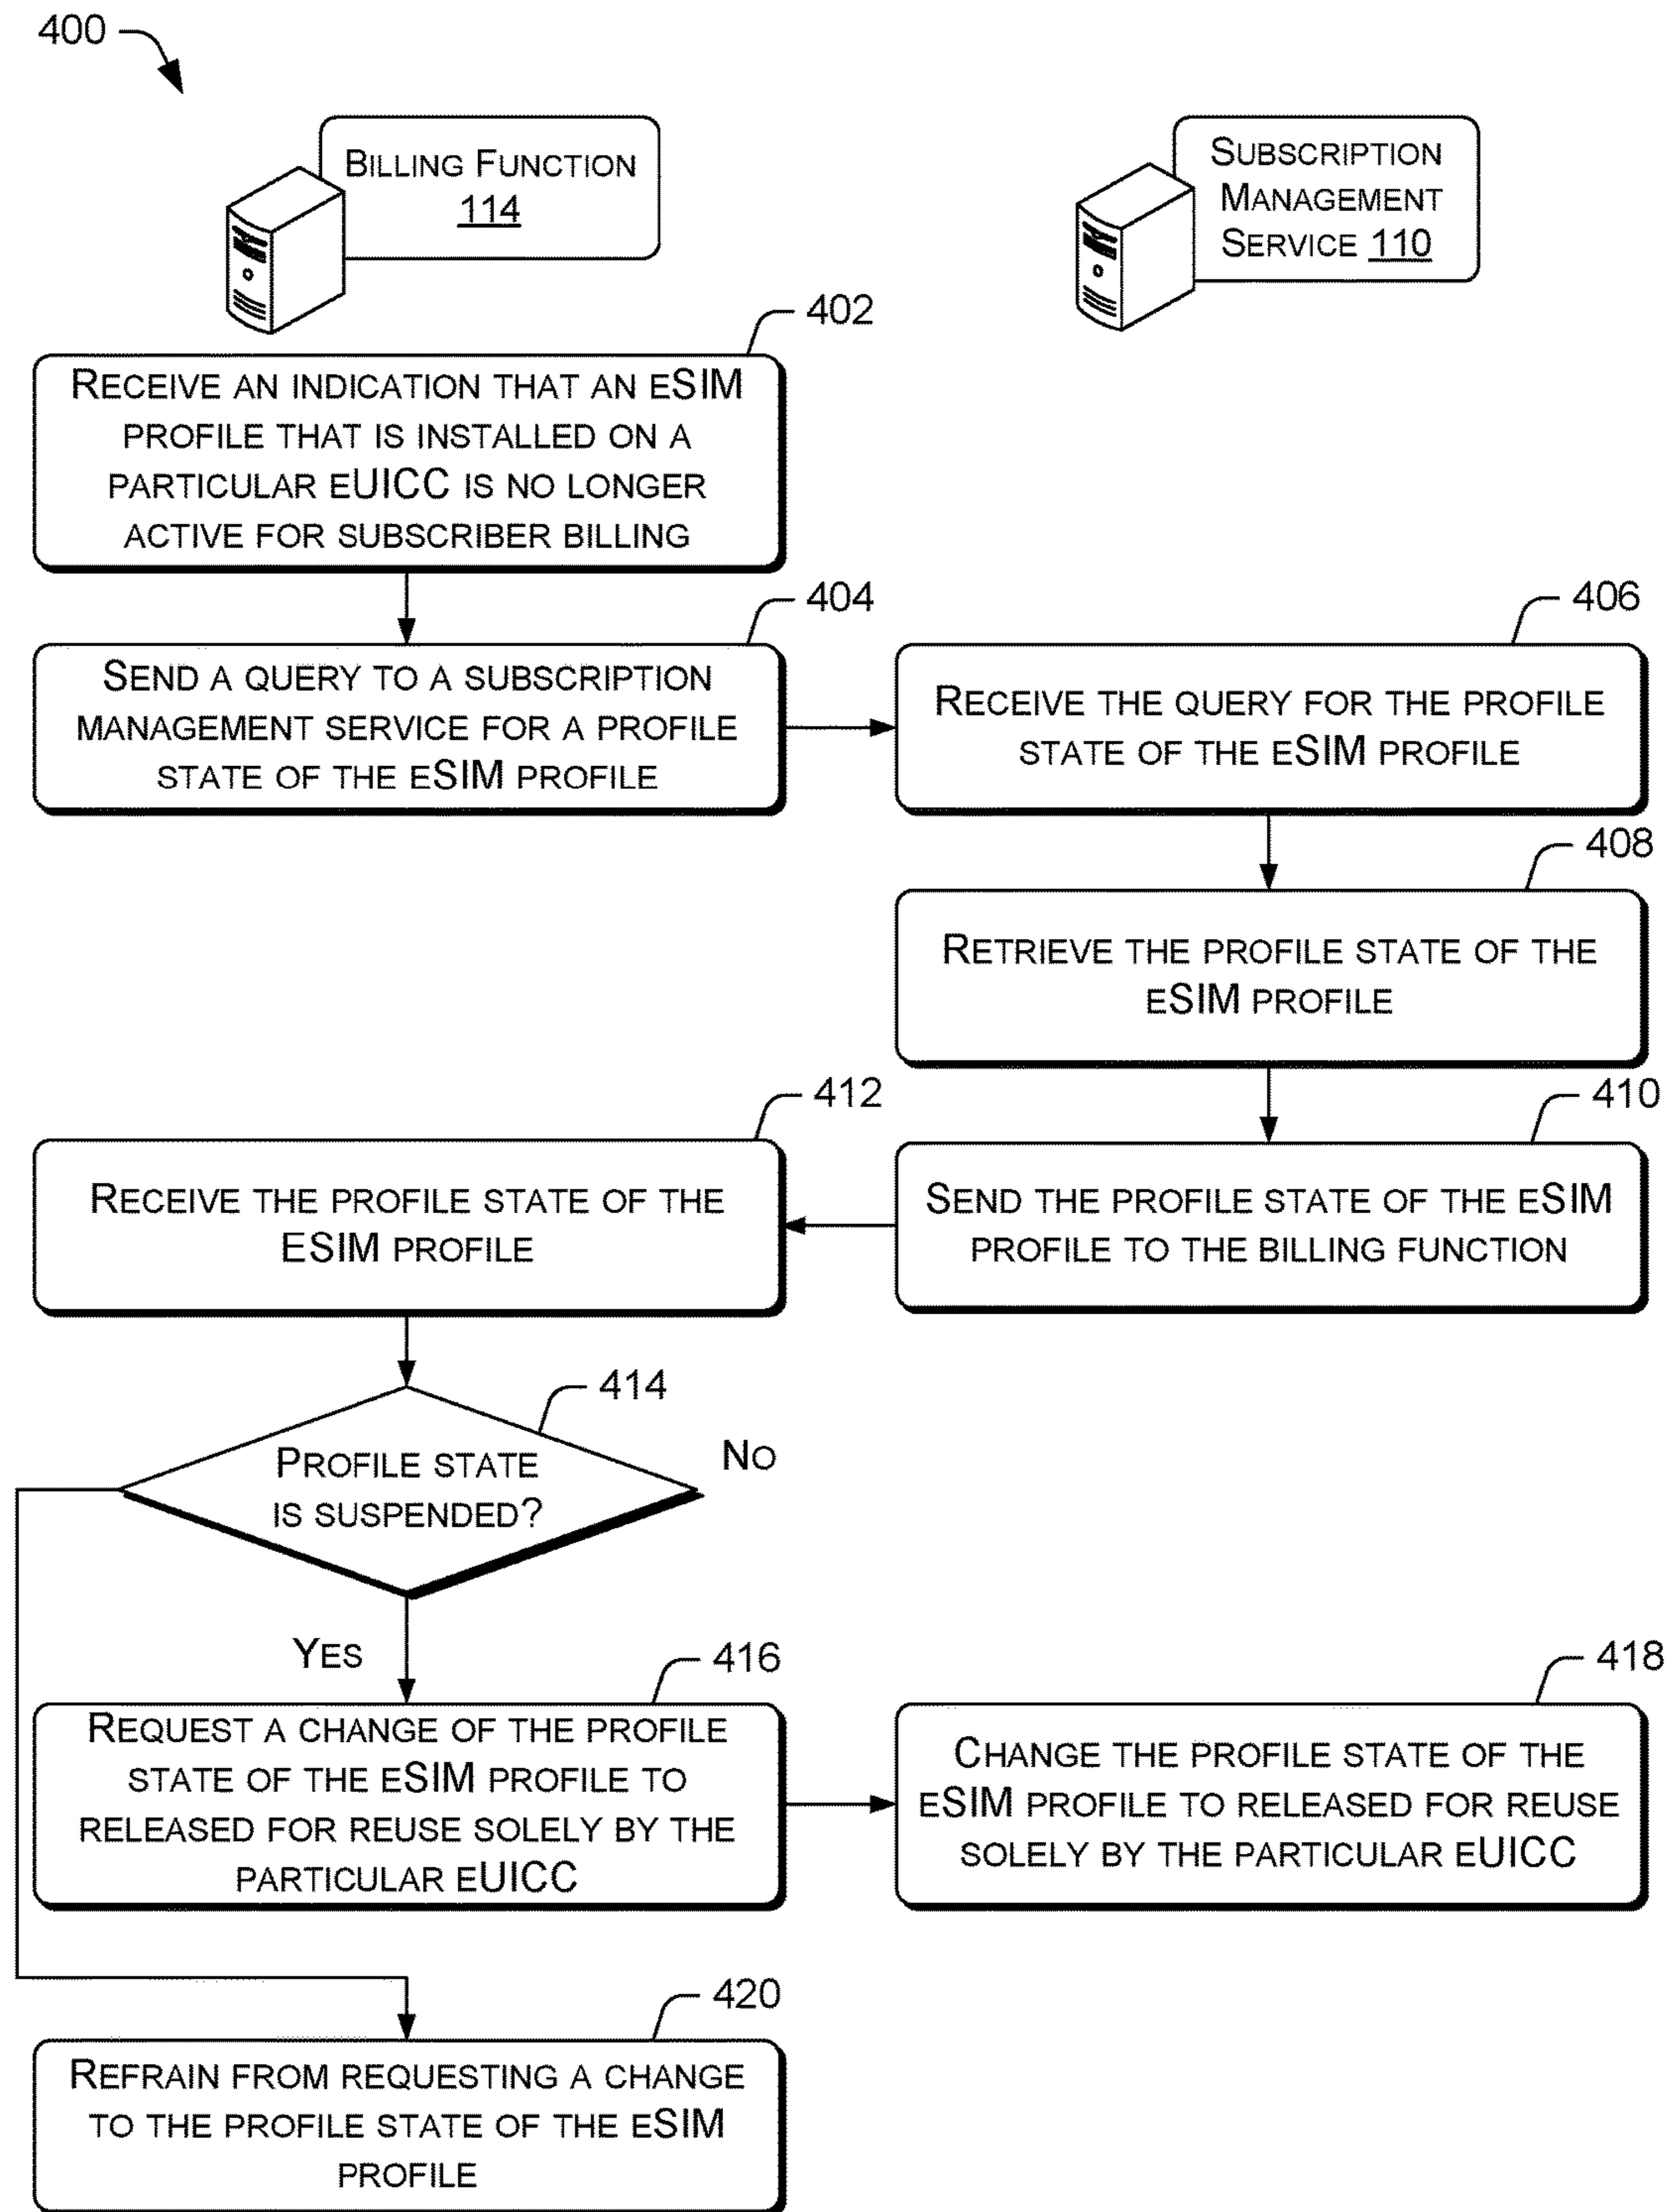 400
BILLING FUNCTION
114
SUBSCRIPTION
MANAGEMENT
SERVICE 110
402
RECEIVE AN INDICATION THAT AN ESIM
PROFILE THAT IS INSTALLED ON A
PARTICULAR EUICC IS NO LONGER
ACTIVE FOR SUBSCRIBER BILLING
404
SEND A QUERY TO A SUBSCRIPTION
MANAGEMENT SERVICE FOR A PROFILE
STATE OF THE ESIM PROFILE
406
RECEIVE THE QUERY FOR THE PROFILE
STATE OF THE ESIM PROFILE
408
RETRIEVE THE PROFILE STATE OF THE
ESIM PROFILE
410
SEND THE PROFILE STATE OF THE ESIM
PROFILE TO THE BILLING FUNCTION
412
RECEIVE THE PROFILE STATE OF THE
ESIM PROFILE
414
PROFILE STATE
IS SUSPENDED?
NO
YES
416
REQUEST A CHANGE OF THE PROFILE
STATE OF THE ESIM PROFILE TO
RELEASED FOR REUSE SOLELY BY THE
PARTICULAR EUICC
418
CHANGE THE PROFILE STATE OF THE
ESIM PROFILE TO RELEASED FOR REUSE
SOLELY BY THE PARTICULAR EUICC
420
REFRAIN FROM REQUESTING A CHANGE
TO THE PROFILE STATE OF THE ESIM
PROFILE